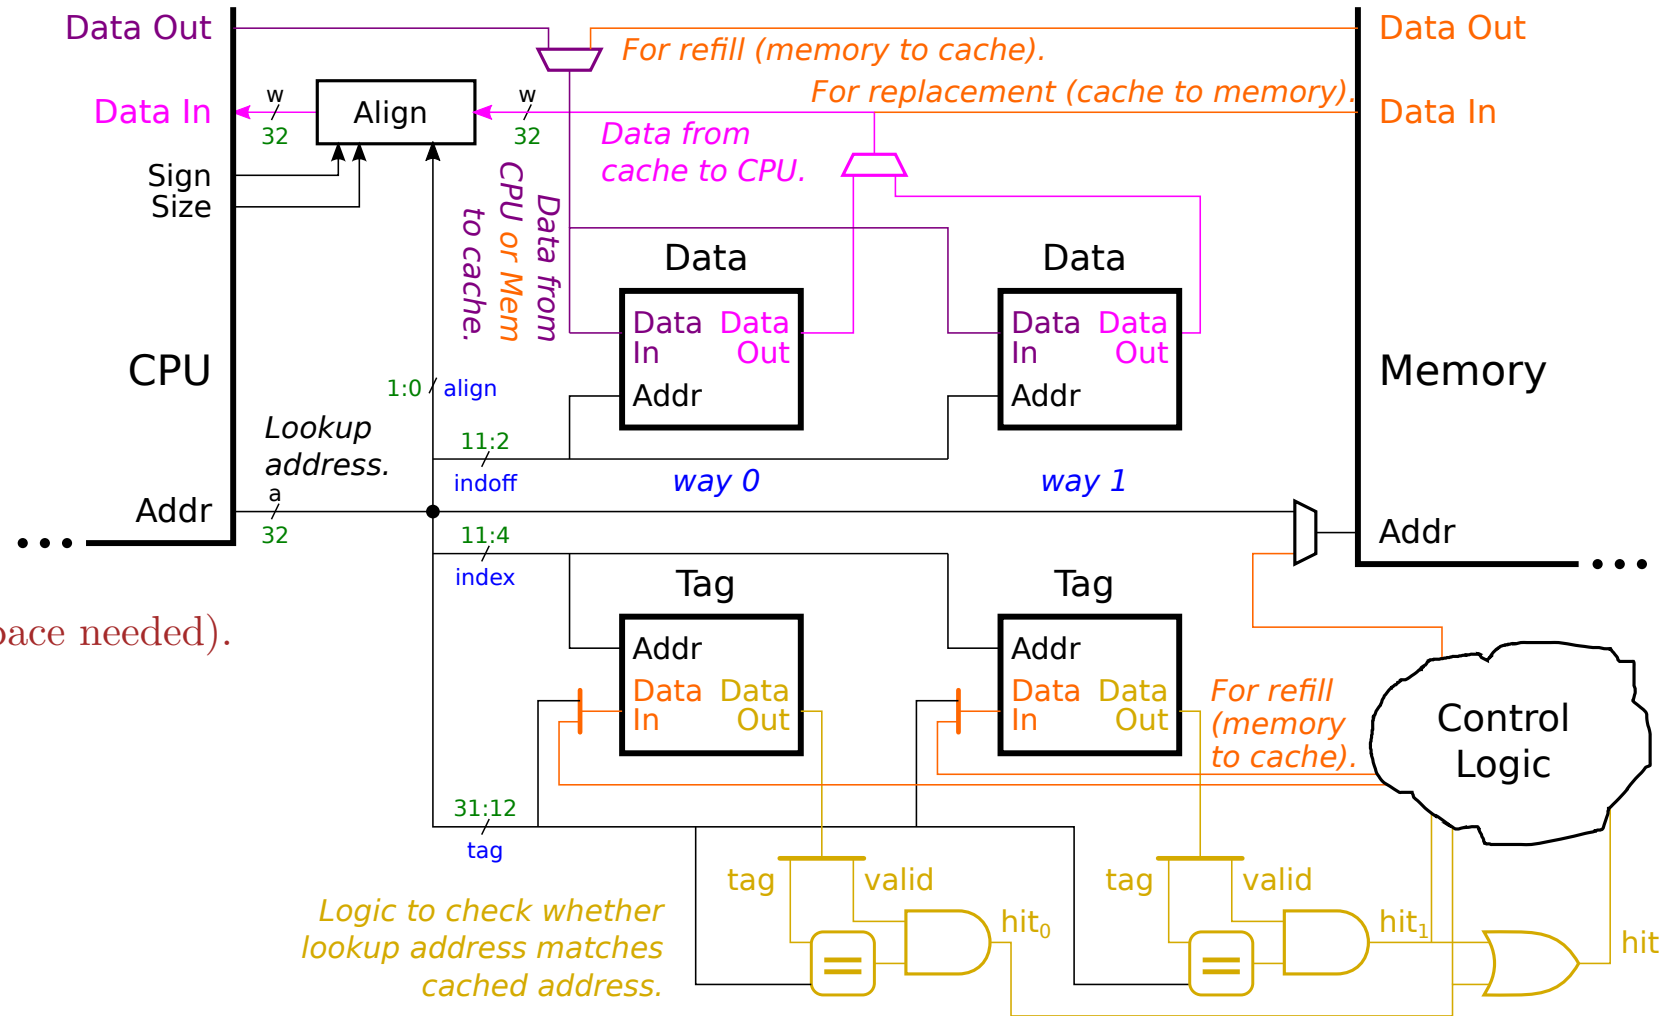 Data Out
For refill (memory to cache).
Data Out
For replacement (cache to memory).
Data In
w
32
Align
w
32
Data In
Data from
cache to CPU.
Sign
Size
Data from
CPU or Mem
to cache.
Data
Data
Data
In
Data
Out
Addr
Data
In
Data
Out
Addr
CPU
Memory
1:0
align
Lookup
address.
11:2
indoff
way 0
way 1
Addr
a
32
Addr
11:4
index
Tag
Tag
needed).
Addr
Data
In
Data
Out
Addr
Data
In
Data
Out
For refill
(memory
to cache).
Control
Logic
31:12
tag
tag
valid
tag
valid
Logic to check whether
lookup address matches
cached address.
hit0
hit1
hit